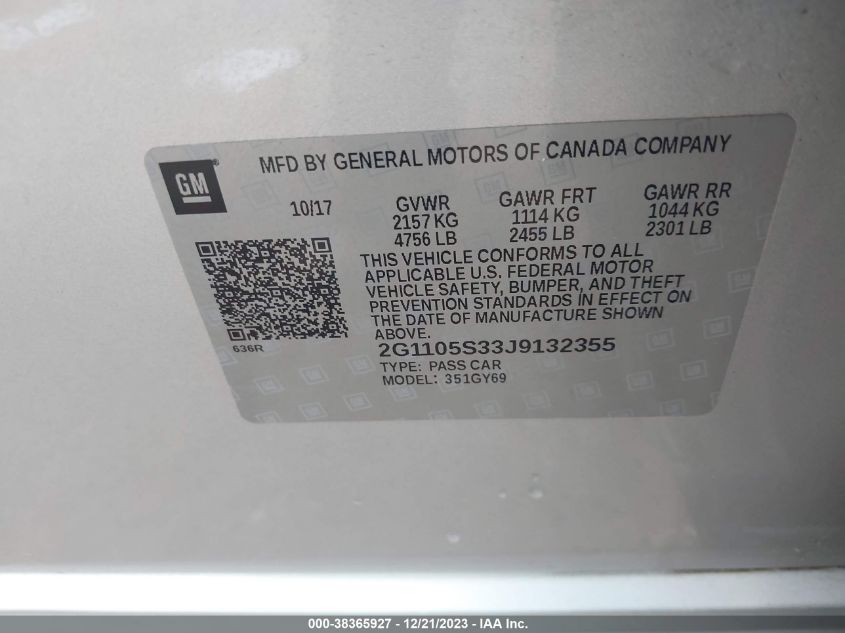 MFD BY GENERAL MOTORS OF CANADA COMPANY
GM
10/17
GVWR
2157 KG
4756 LB
GAWR FRT
1114 KG
2455 LB
GAWR RR
1044 KG
2301 LB
THIS VEHICLE CONFORMS TO ALL
APPLICABLE U.S. FEDERAL MOTOR
VEHICLE SAFETY, BUMPER, AND THEFT
PREVENTION STANDARDS IN EFFECT ON
THE DATE OF MANUFACTURE SHOWN
ABOVE.
636R
2G1105S33J9132355
TYPE: PASS CAR
MODEL: 351GY69
000-38365927 - 12/21/2023 - IAA Inc.